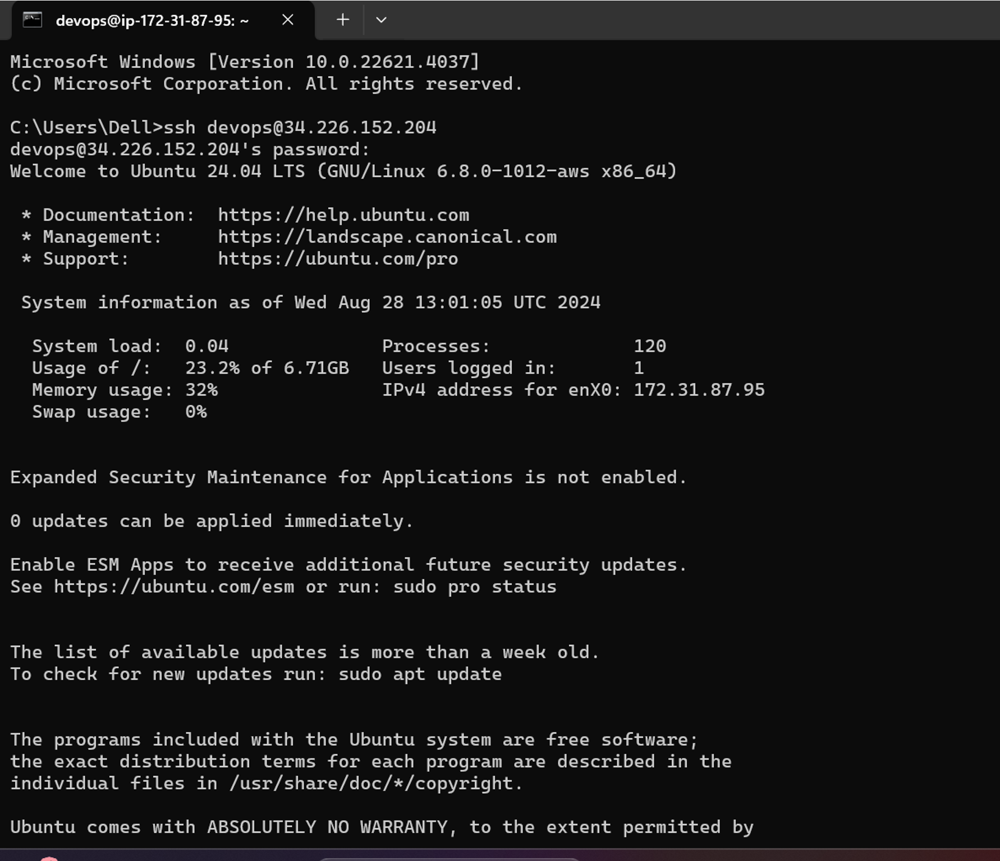 devops@ip-172-31-87-95: ~
Microsoft Windows [Version 10.0.22621.4037]
(c) Microsoft Corporation. All rights reserved.
C:\Users\Dell>ssh devops@34.226.152.204
devops@34.226.152.204's password:
Welcome to Ubuntu 24.04 LTS (GNU/Linux 6.8.0-1012-aws x86_64)
* Documentation:  https://help.ubuntu.com
* Management:     https://landscape.canonical.com
* Support:        https://ubuntu.com/pro
System information as of Wed Aug 28 13:01:05 UTC 2024
System load:  0.04              Processes:             120
Usage of /:   23.2% of 6.71GB   Users logged in:       1
Memory usage: 32%               IPv4 address for enX0: 172.31.87.95
Swap usage:   0%
Expanded Security Maintenance for Applications is not enabled.
0 updates can be applied immediately.
Enable ESM Apps to receive additional future security updates.
See https://ubuntu.com/esm or run: sudo pro status
The list of available updates is more than a week old.
To check for new updates run: sudo apt update
The programs included with the Ubuntu system are free software;
the exact distribution terms for each program are described in the
individual files in /usr/share/doc/*/copyright.
Ubuntu comes with ABSOLUTELY NO WARRANTY, to the extent permitted by